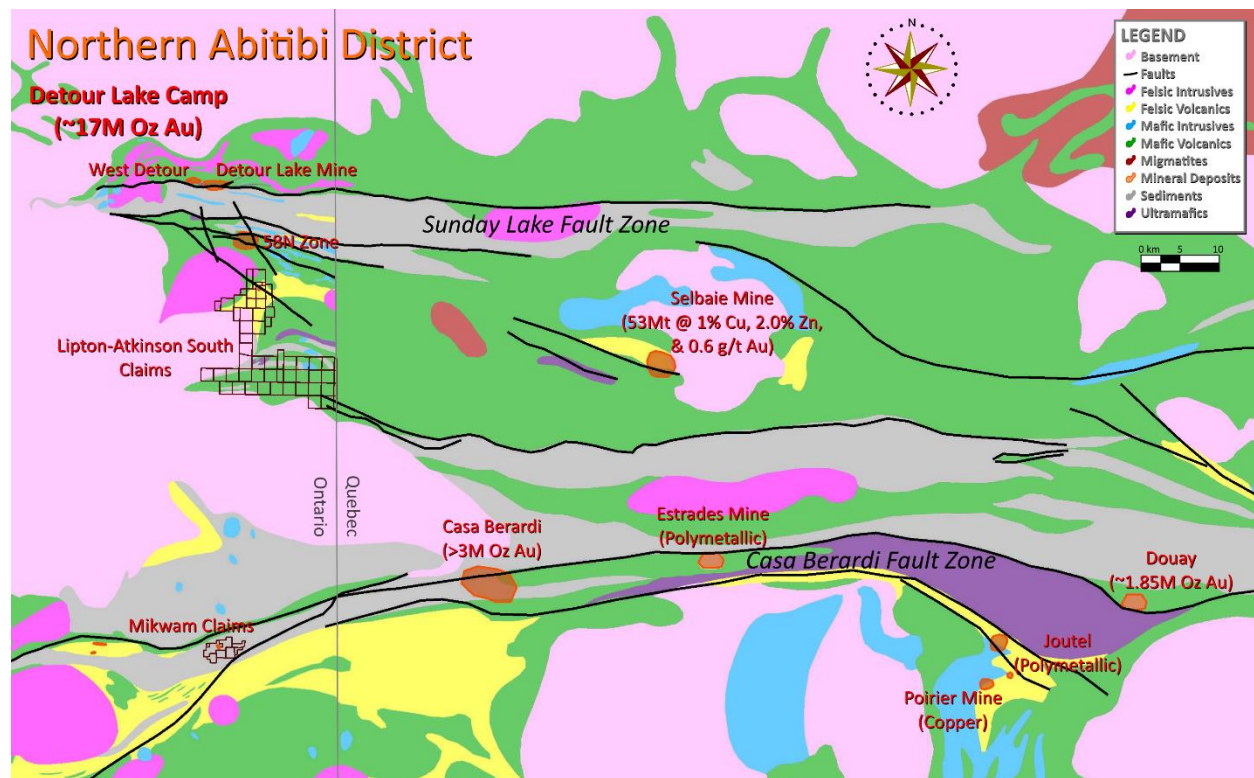 Northern Abitibi District
Detour Lake Camp
(~17M Oz Au)
West Detour
Detour Lake Mine
N
LEGEND
Basement
Faults
Felsic Intrusives
Felsic Volcanics
Mafic Intrusives
Mafic Volcanics
Migmatites
Mineral Deposits
Sediments
Ultramafics
0 km 5 10
Sunday Lake Fault Zone
58N Zone
Selbaie Mine
(53Mt @ 1% Cu, 2.0% Zn,
& 0.6 g/t Au)
Lipton-Atkinson South
Claims
Ontario
Quebec
Casa Berardi
(>3M Oz Au)
Estrades Mine
(Polymetallic)
Casa Berardi Fault Zone
Douay
(~1.85M Oz Au)
Mikwam Claims
Joutel
(Polymetallic)
Poirier Mine
(Copper)